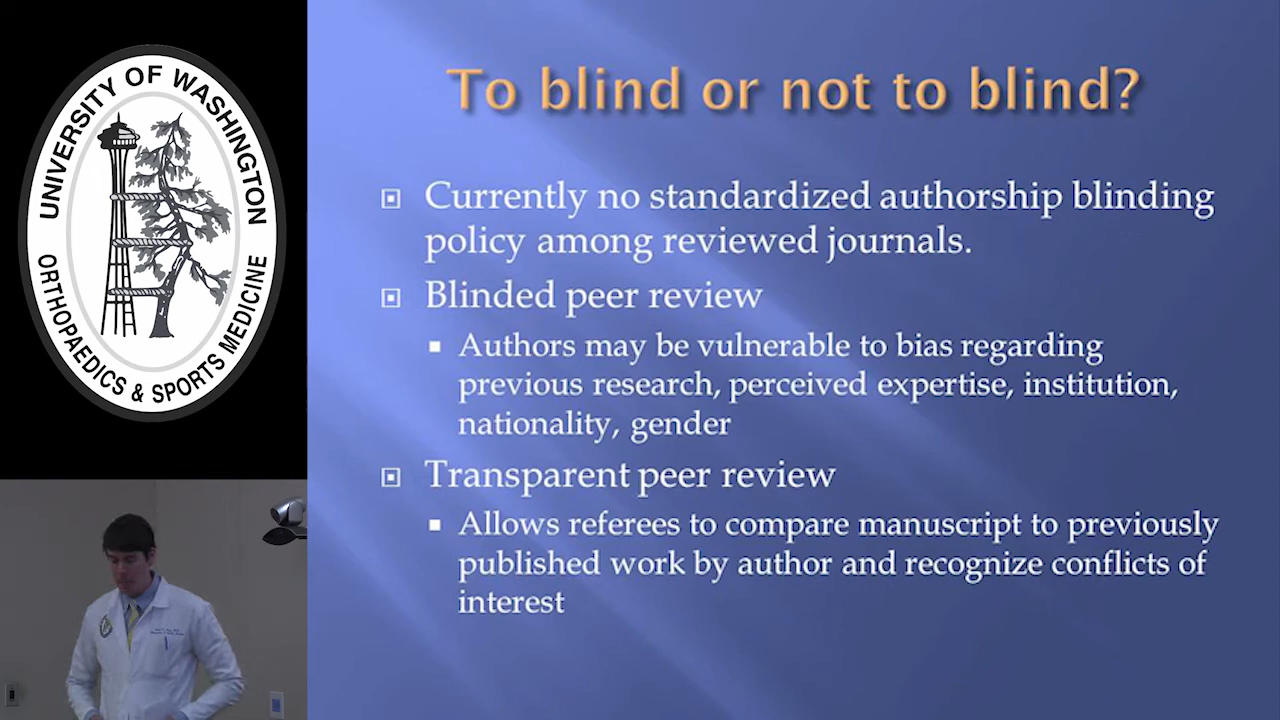 UNIVERSITY OF WASHINGTON
ORTHOPAEDICS & SPORTS MEDICINE
To blind or not to blind?
Currently no standardized authorship blinding
policy among reviewed journals.
Blinded peer review
Authors may be vulnerable to bias regarding
previous research, perceived expertise, institution,
nationality, gender
Transparent peer review
Allows referees to compare manuscript to previously
published work by author and recognize conflicts of
interest